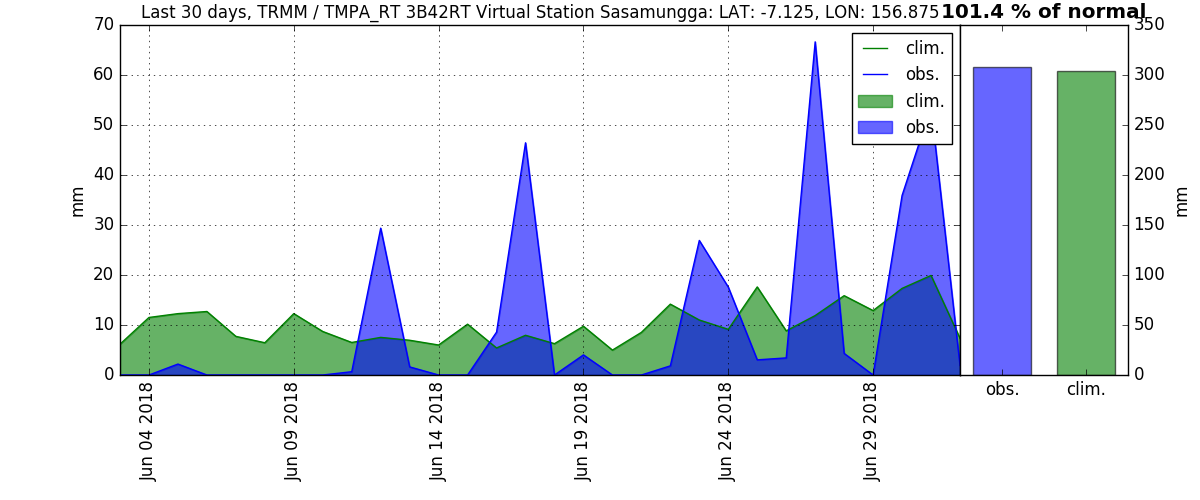 Last 30 days, TRMM / TMPA_RT 3B42RT Virtual Station Sasamungga: LAT: -7.125, LON: 156.875
101.4 % of normal
70
60
50
40
30
20
10
0
mm
clim.
obs.
clim.
obs.
350
300
250
200
150
100
50
0
mm
obs.
clim.
Jun 04 2018
Jun 09 2018
Jun 14 2018
Jun 19 2018
Jun 24 2018
Jun 29 2018